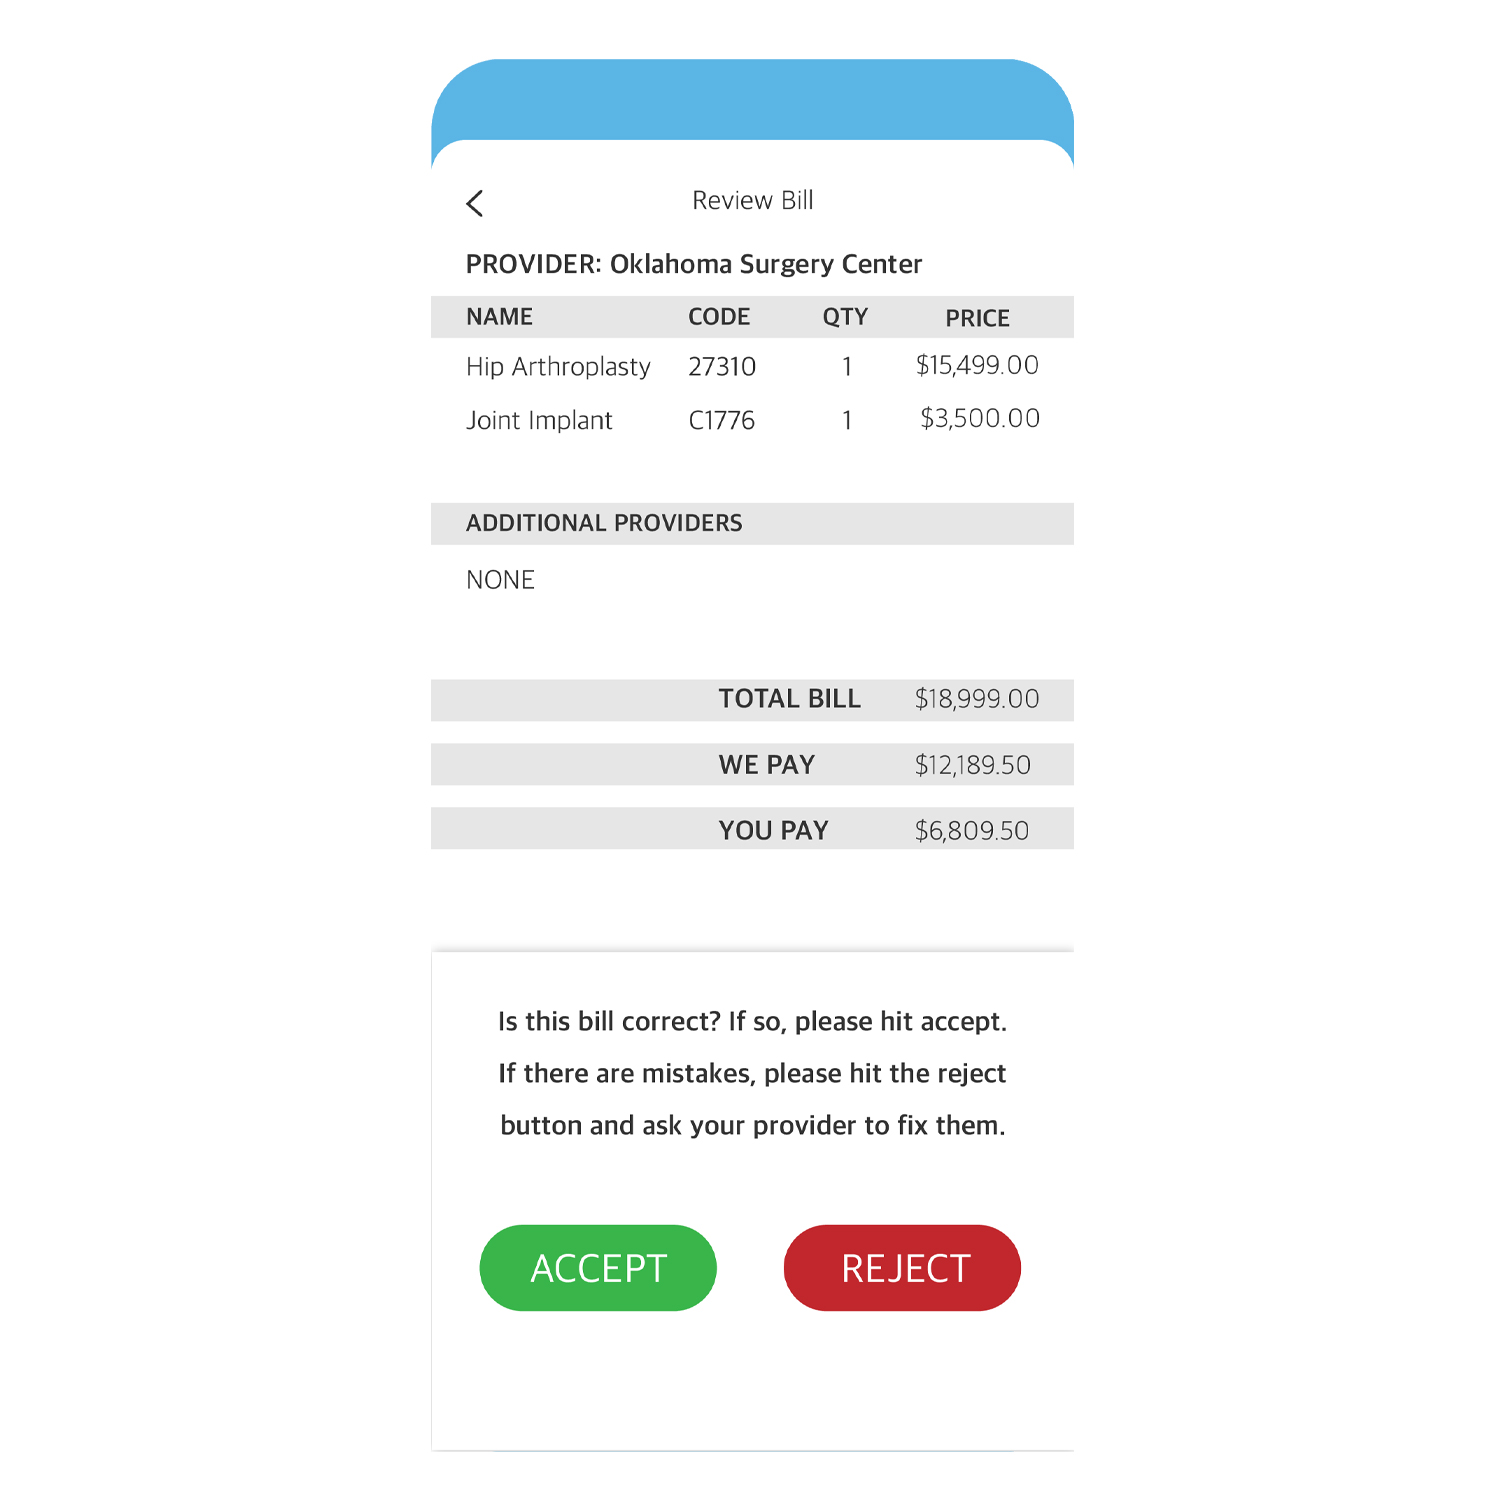 Review Bill
PROVIDER: Oklahoma Surgery Center
NAME CODE QTY PRICE
Hip Arthroplasty 27310 1 $15,499.00
Joint Implant C1776 1 $3,500.00
ADDITIONAL PROVIDERS
NONE
TOTAL BILL $18,999.00
WE PAY $12,189.50
YOU PAY $6,809.50
Is this bill correct? If so, please hit accept.
If there are mistakes, please hit the reject
button and ask your provider to fix them.
ACCEPT REJECT